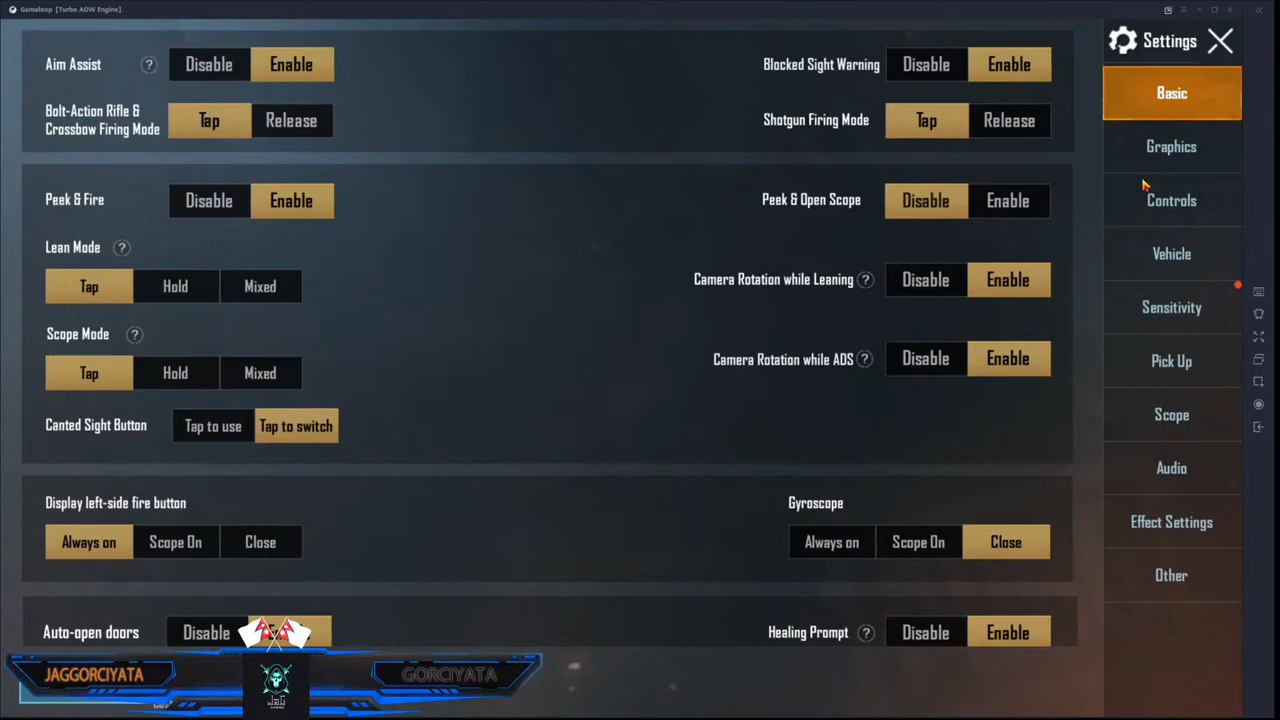 Gameloop [Turbo AOW Engine]
Settings
Aim Assist ? Disable Enable
Blocked Sight Warning Disable Enable
Bolt-Action Rifle &
Crossbow Firing Mode
Tap Release
Shotgun Firing Mode Tap Release
Peek & Fire Disable Enable
Peek & Open Scope Disable Enable
Lean Mode ?
Tap Hold Mixed
Camera Rotation while Leaning ? Disable Enable
Scope Mode ?
Tap Hold Mixed
Camera Rotation while ADS ? Disable Enable
Canted Sight Button Tap to use Tap to switch
Display left-side fire button
Always on Scope On Close
Gyroscope
Always on Scope On Close
Auto-open doors Disable
Healing Prompt ? Disable Enable
JAGGORCIYATA
GORCIYATA
JaG
GAMING
Basic
Graphics
Controls
Vehicle
Sensitivity
Pick Up
Scope
Audio
Effect Settings
Other